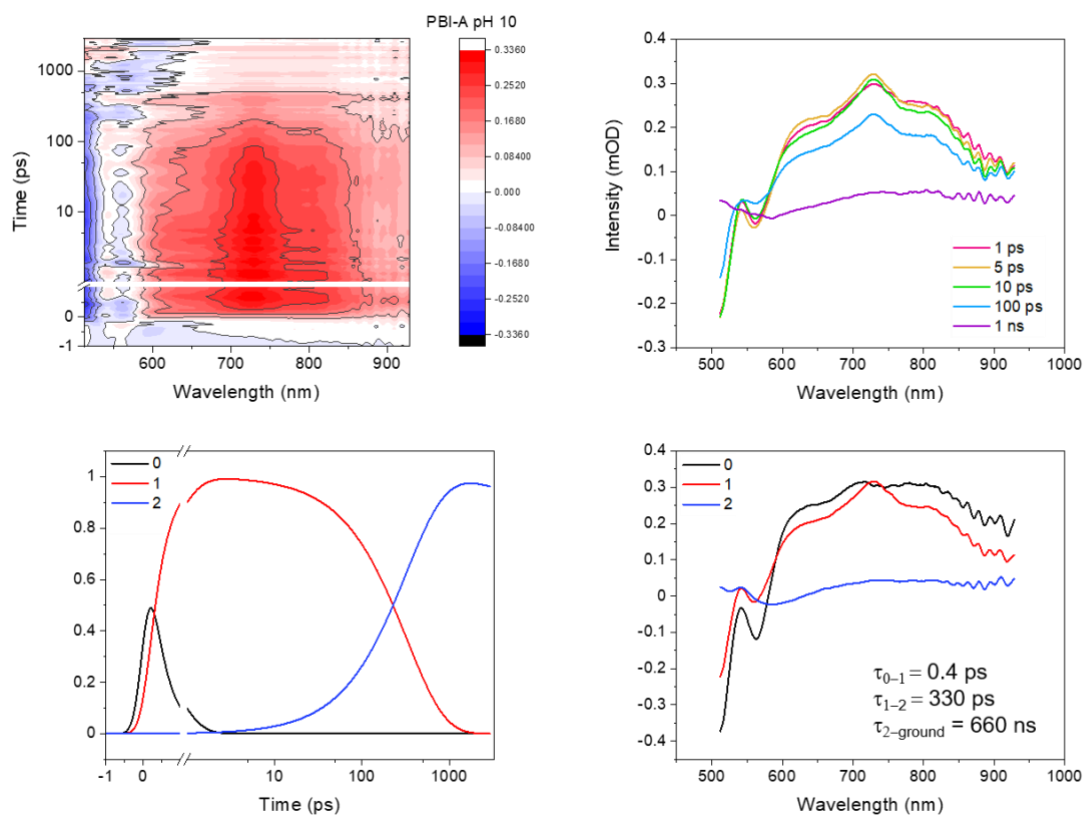 PBI-A pH 10
0.3360
0.2520
0.1680
0.08400
0.000
-0.08400
-0.1680
-0.2520
-0.3360
1000
100
10
0
-1
Time (ps)
600 700 800 900
Wavelength (nm)
0.4
0.3
0.2
0.1
0
-0.1
-0.2
-0.3
Intensity (mOD)
1 ps
5 ps
10 ps
100 ps
1 ns
400 500 600 700 800 900 1000
Wavelength (nm)
0
1
2
1
0.8
0.6
0.4
0.2
0
-1 0 10 100 1000
Time (ps)
0
1
2
0.4
0.3
0.2
0.1
0
-0.1
-0.2
-0.3
-0.4
τ0–1 = 0.4 ps
τ1–2 = 330 ps
τ2–ground = 660 ns
400 500 600 700 800 900 1000
Wavelength (nm)